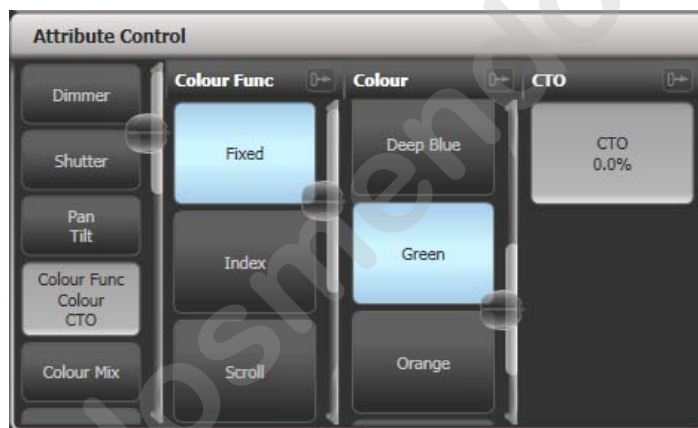 Attribute Control
Dimmer
Shutter
Pan
Tilt
Colour Func
Colour
CTO
Colour Mix
Colour Func
Fixed
Index
Scroll
Colour
Deep Blue
Green
Orange
CTO
CTO
0.0%